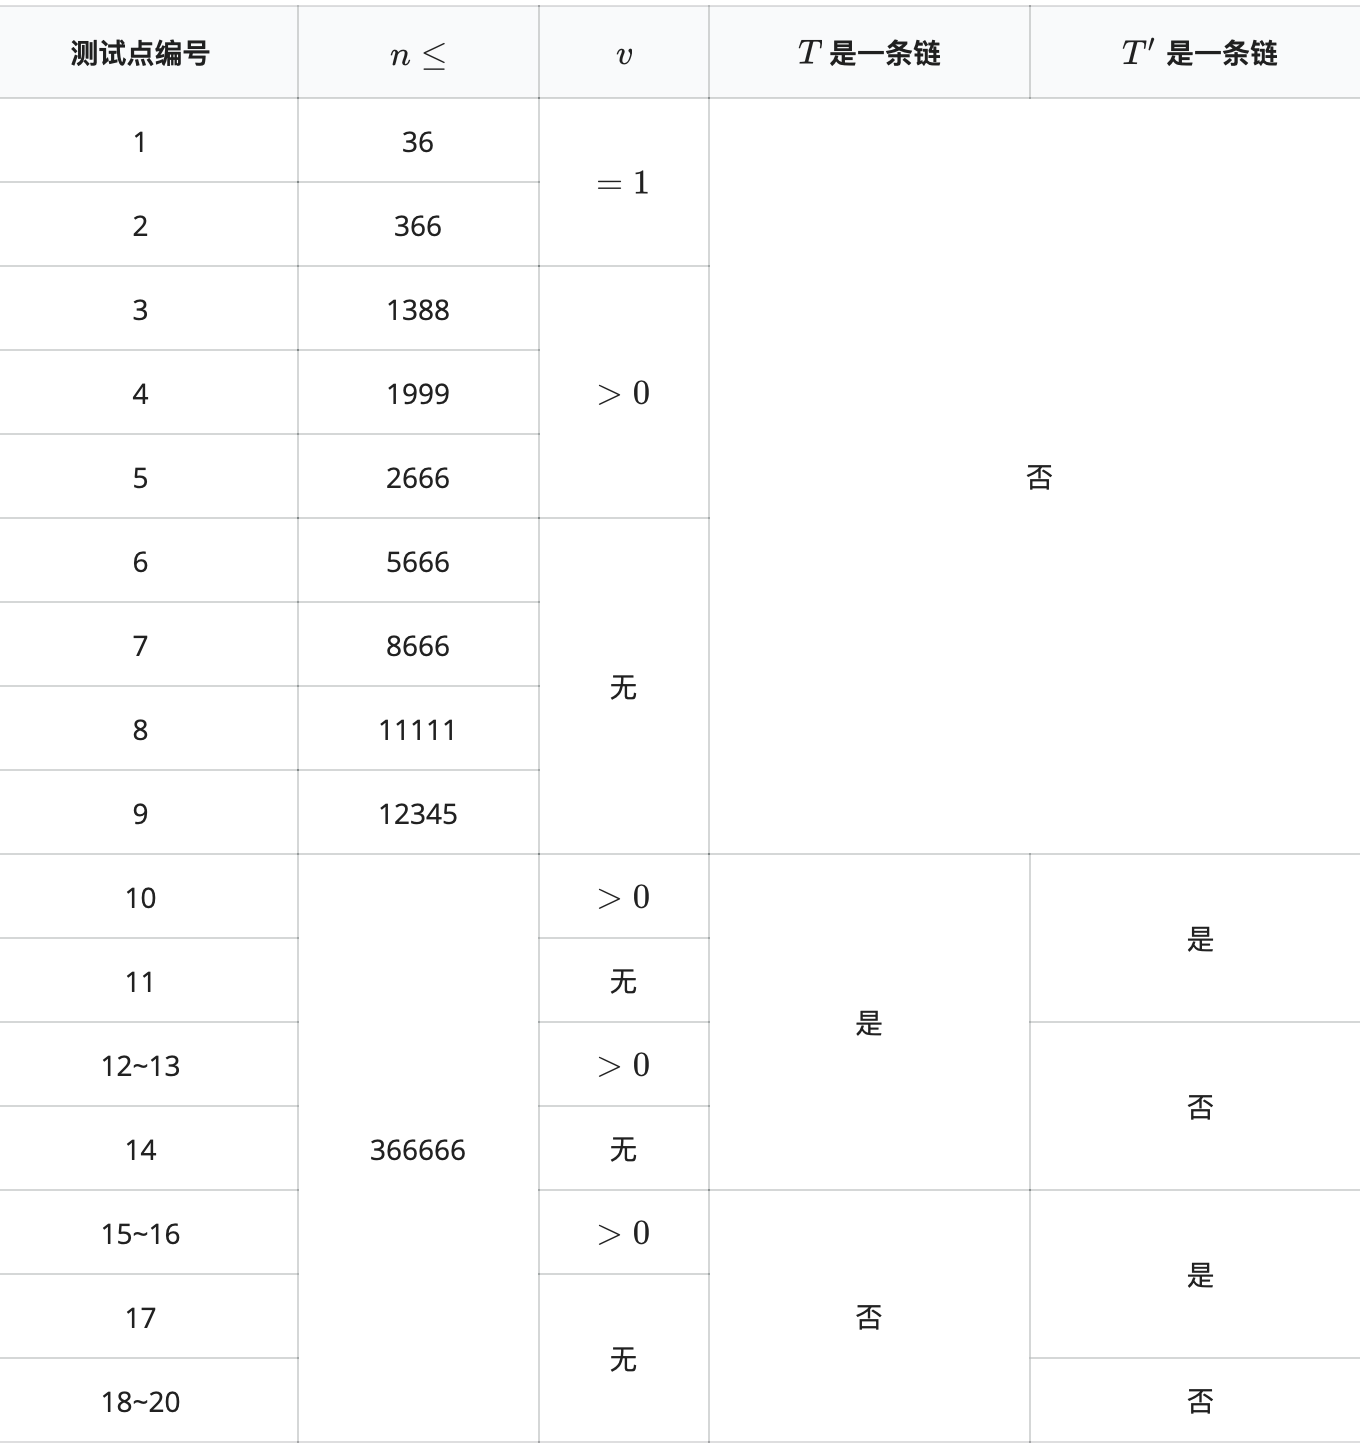 测试点编号 n ≤ v T 是一条链 T′ 是一条链
1 36
= 1
2 366
3 1388
4 1999 > 0
5 2666 否
6 5666
7 8666
无
8 11111
9 12345
10 > 0
是
11 无
是
12~13 > 0
否
14 366666 无
15~16 > 0
是
17 否
无
18~20 否